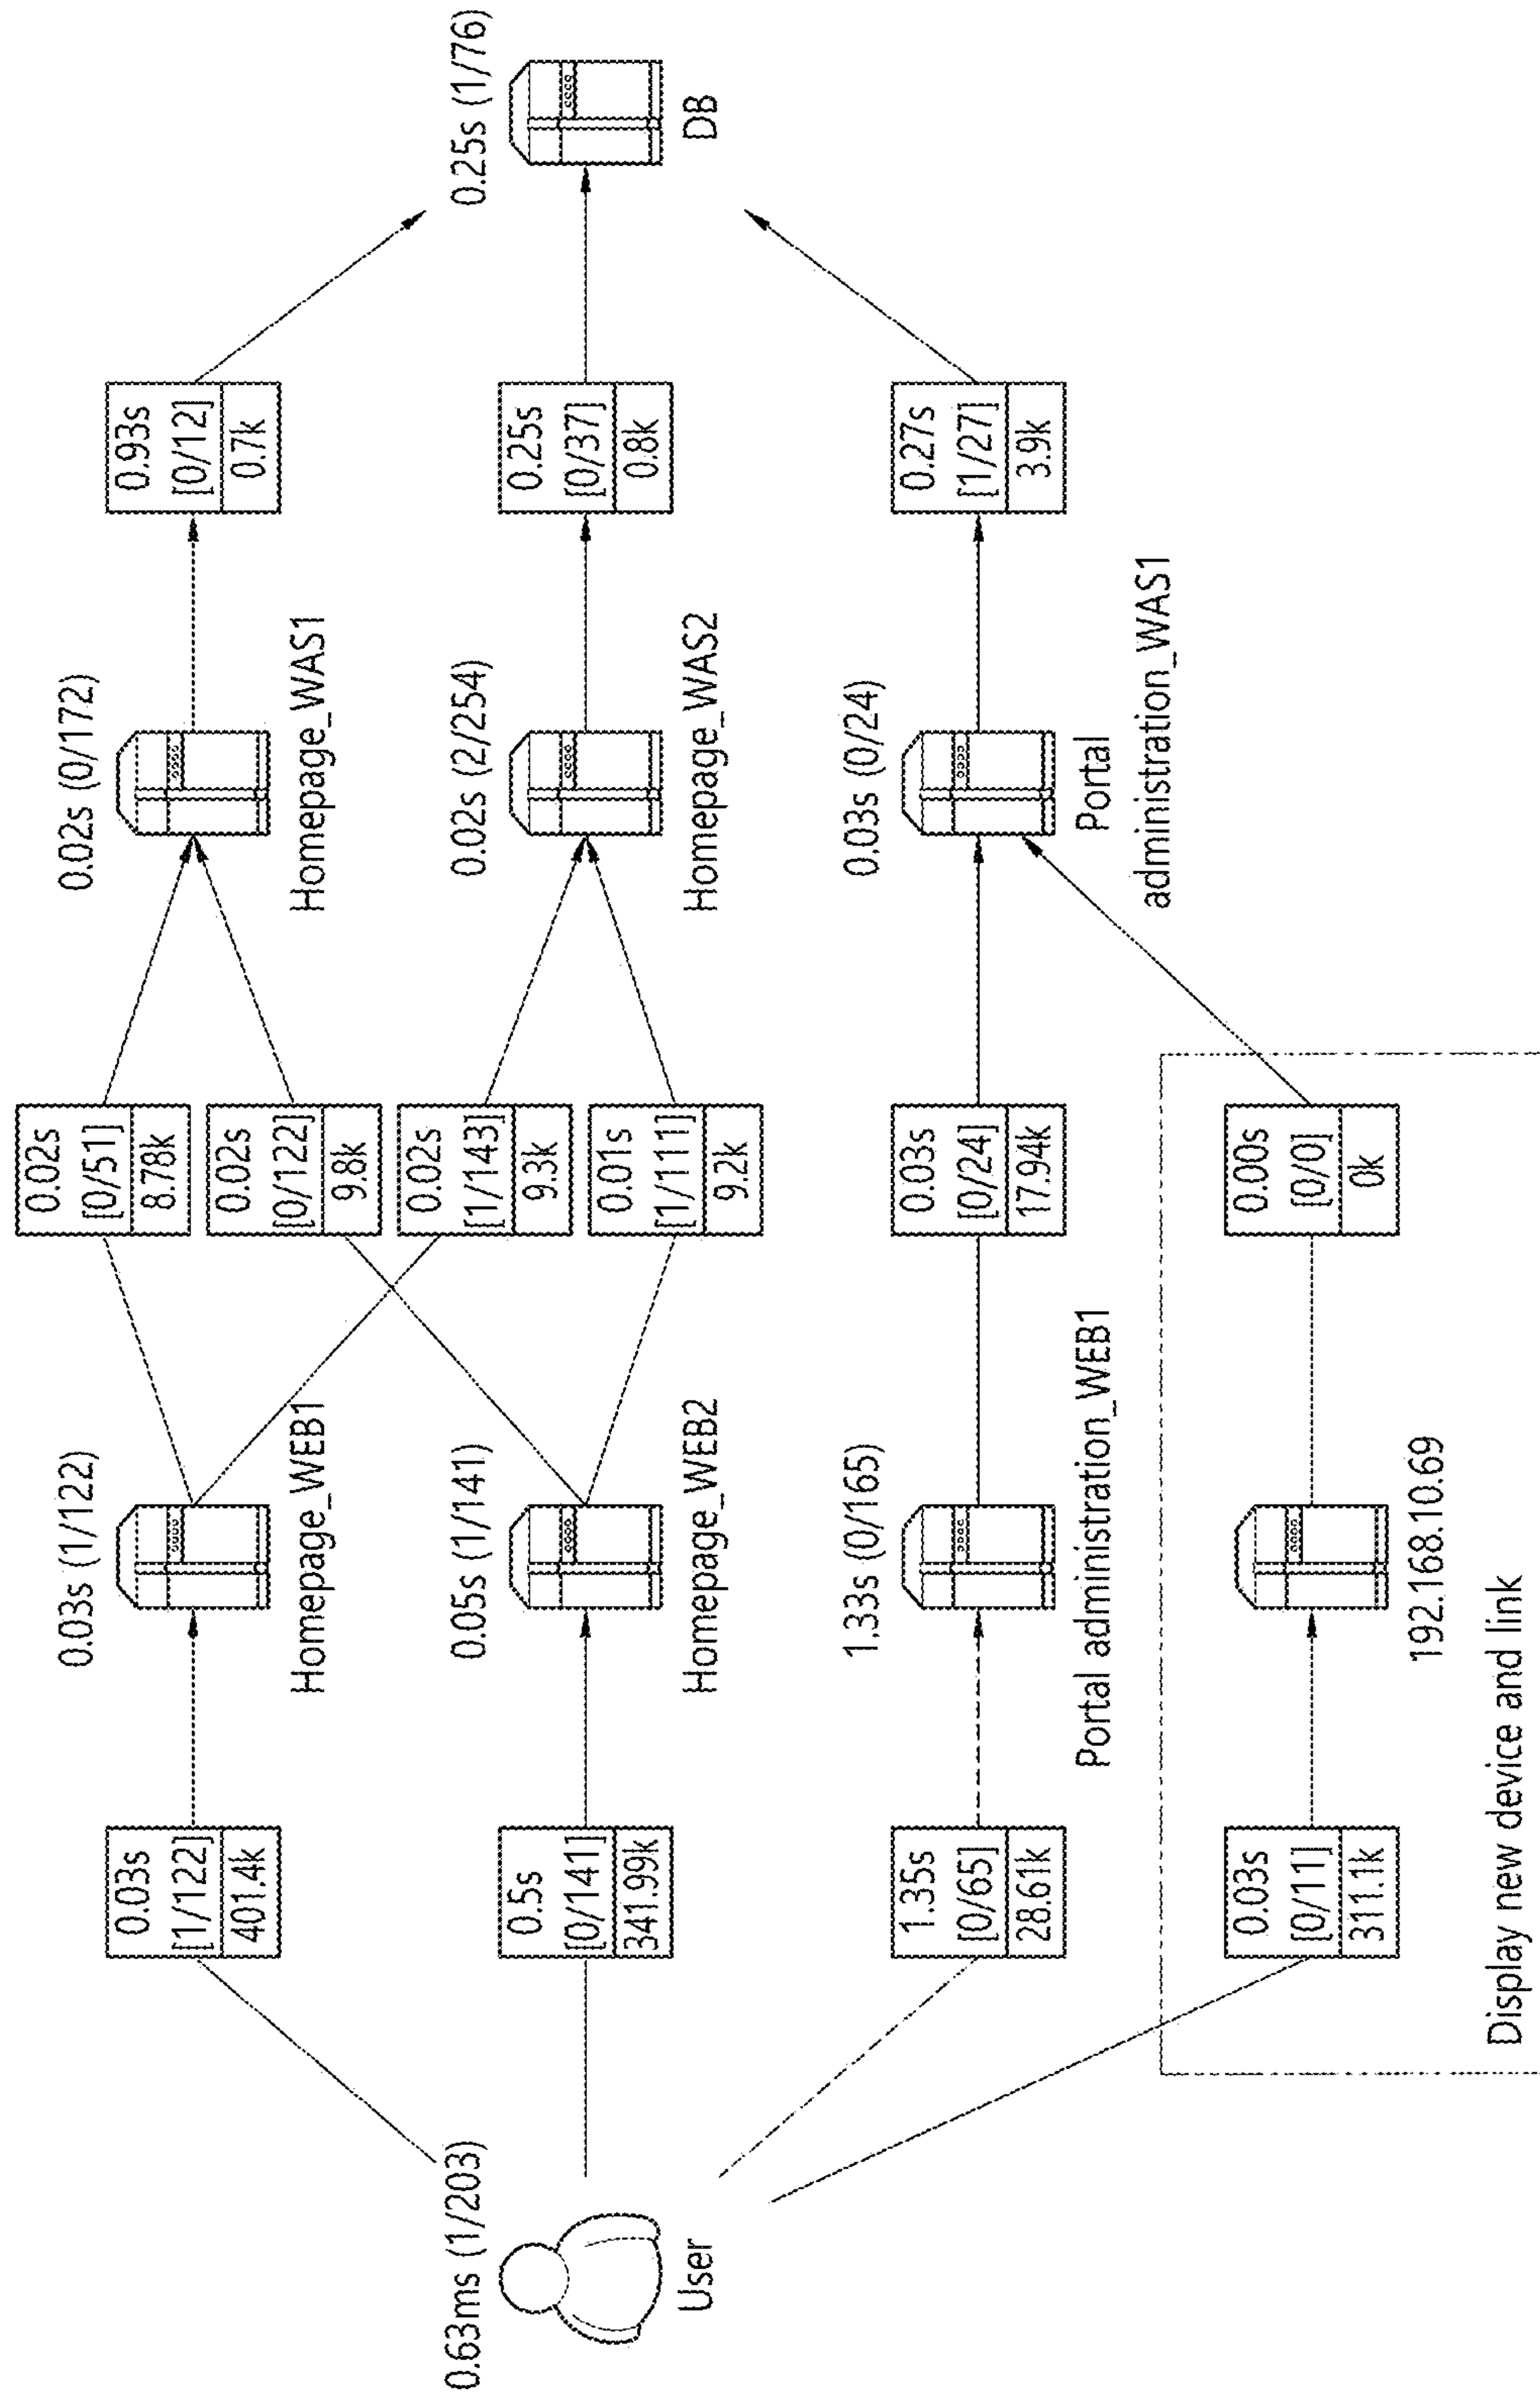 0.63ms (1/203)
User
0.03s
[1/122]
401.4k
0.5s
[0/141]
341.99k
1.35s
[0/65]
28.61k
0.03s
[0/11]
311.1k
0.03s (1/122)
Homepage_WEB1
0.05s (1/141)
Homepage_WEB2
1.33s (0/165)
Portal administration_WEB1
192.168.10.69
Display new device and link
0.02s
[0/51]
8.78k
0.02s
[0/122]
9.8k
0.02s
[1/143]
9.3k
0.01s
[1/111]
9.2k
0.03s
[0/24]
17.94k
0.00s
[0/0]
0k
0.02s (0/172)
Homepage_WAS1
0.02s (2/254)
Homepage_WAS2
0.03s (0/24)
Portal
administration_WAS1
0.93s
[0/12]
0.7k
0.25s
[0/37]
0.8k
0.27s
[1/27]
3.9k
0.25s (1/76)
DB